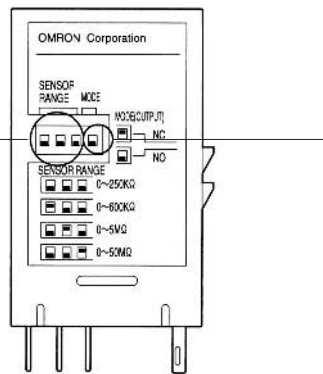 OMRON Corporation
SENSOR
RANGE MODE
MODE(OUTPUT)
NC
NO
SENSOR RANGE
0~250KΩ
0~600KΩ
0~5MΩ
0~50MΩ